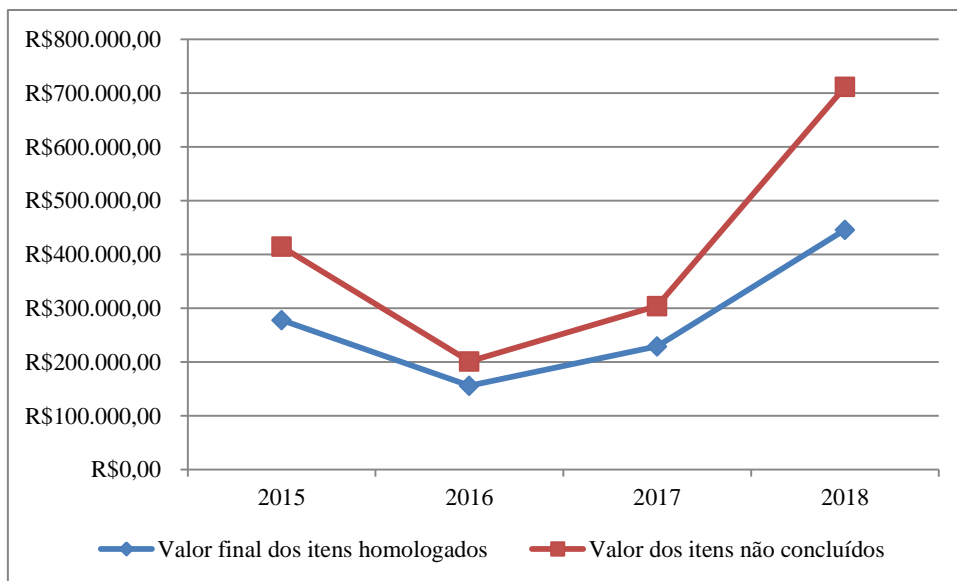 R$800.000,00
R$700.000,00
R$600.000,00
R$500.000,00
R$400.000,00
R$300.000,00
R$200.000,00
R$100.000,00
R$0,00
2015 2016 2017 2018
Valor final dos itens homologados Valor dos itens não concluídos